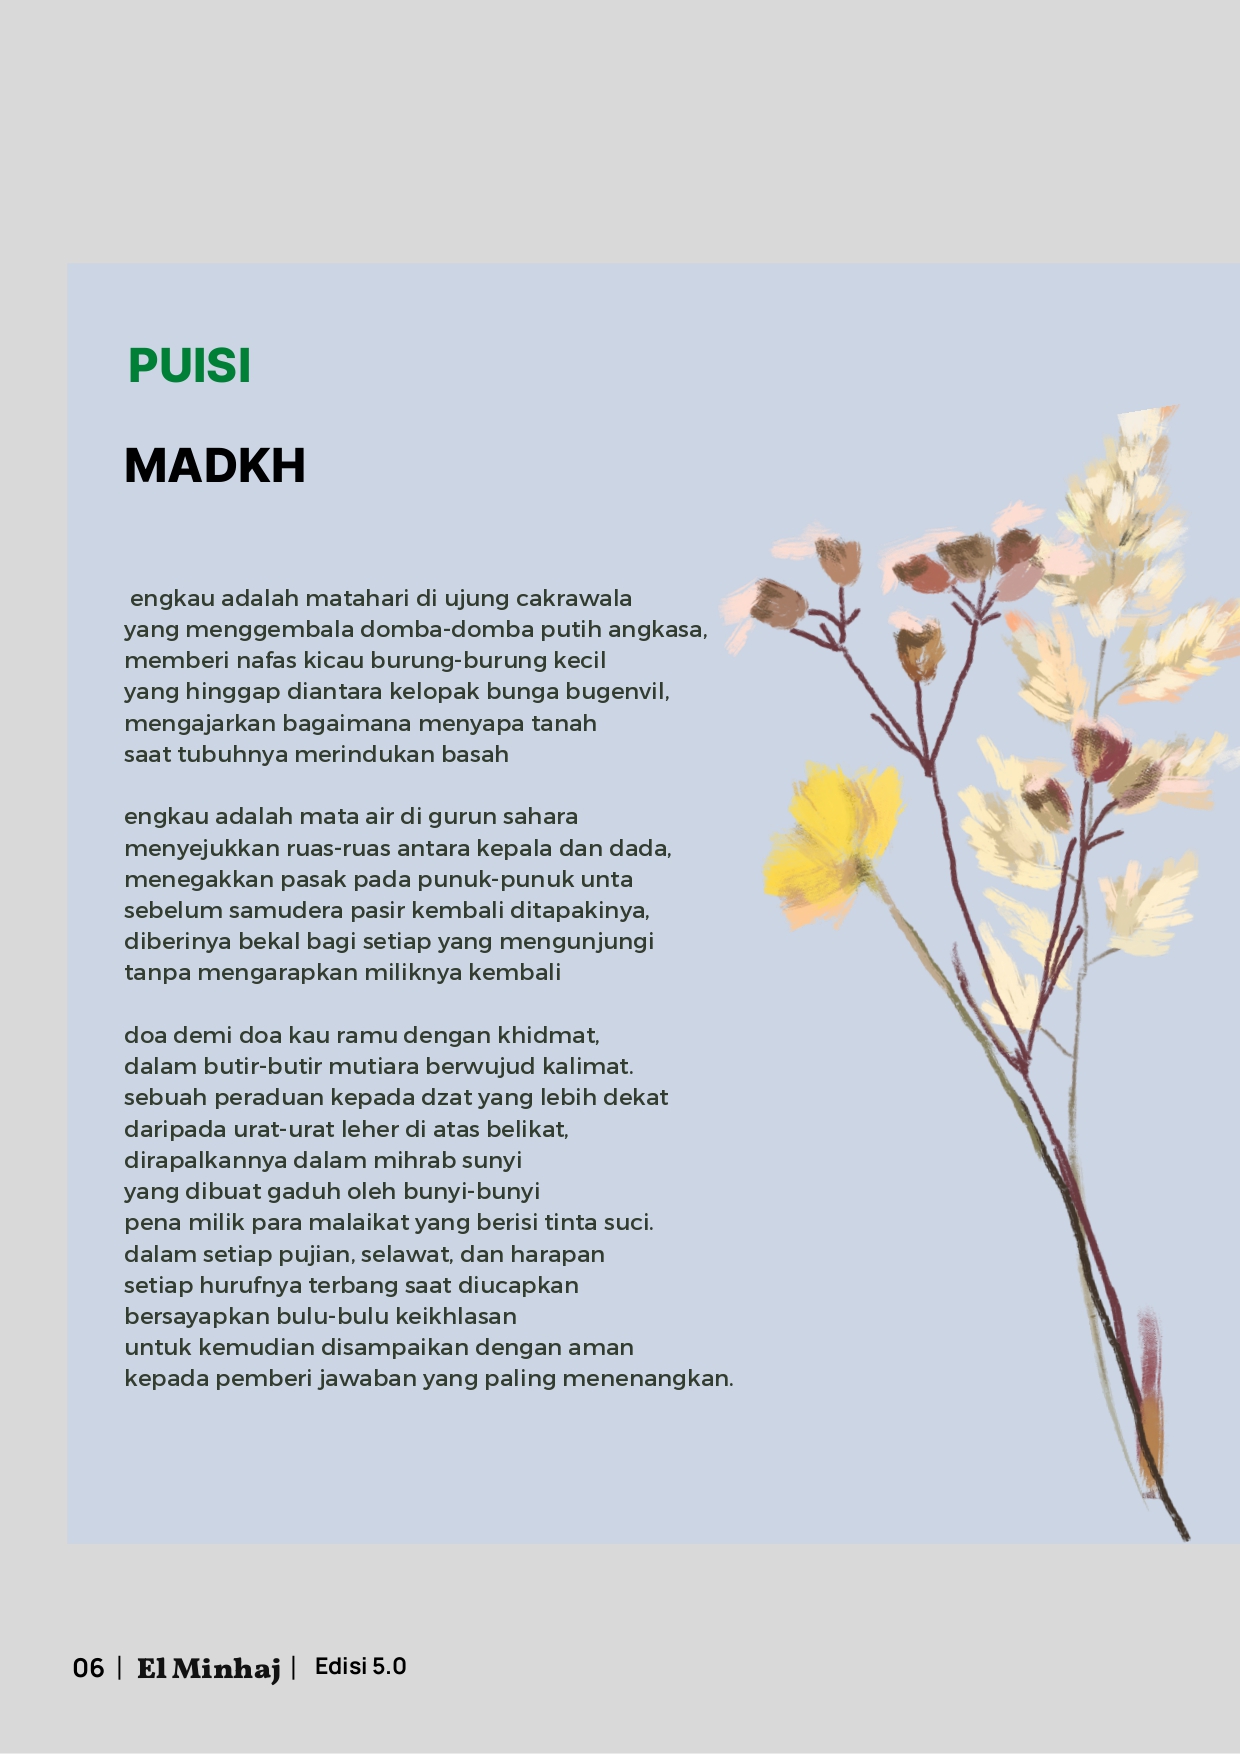 PUISI
MADKH
engkau adalah matahari di ujung cakrawala
yang menggembala domba-domba putih angkasa,
memberi nafas kicau burung-burung kecil
yang hinggap diantara kelopak bunga bugenvil,
mengajarkan bagaimana menyapa tanah
saat tubuhnya merindukan basah
engkau adalah mata air di gurun sahara
menyejukkan ruas-ruas antara kepala dan dada,
menegakkan pasak pada punuk-punuk unta
sebelum samudera pasir kembali ditapakinya,
diberinya bekal bagi setiap yang mengunjungi
tanpa mengarapkan miliknya kembali
doa demi doa kau ramu dengan khidmat,
dalam butir-butir mutiara berwujud kalimat.
sebuah peraduan kepada dzat yang lebih dekat
daripada urat-urat leher di atas belikat,
dirapalkannya dalam mihrab sunyi
yang dibuat gaduh oleh bunyi-bunyi
pena milik para malaikat yang berisi tinta suci.
dalam setiap pujian, selawat, dan harapan
setiap hurufnya terbang saat diucapkan
bersayapkan bulu-bulu keikhlasan
untuk kemudian disampaikan dengan aman
kepada pemberi jawaban yang paling menenangkan.
06 | El Minhaj | Edisi 5.0